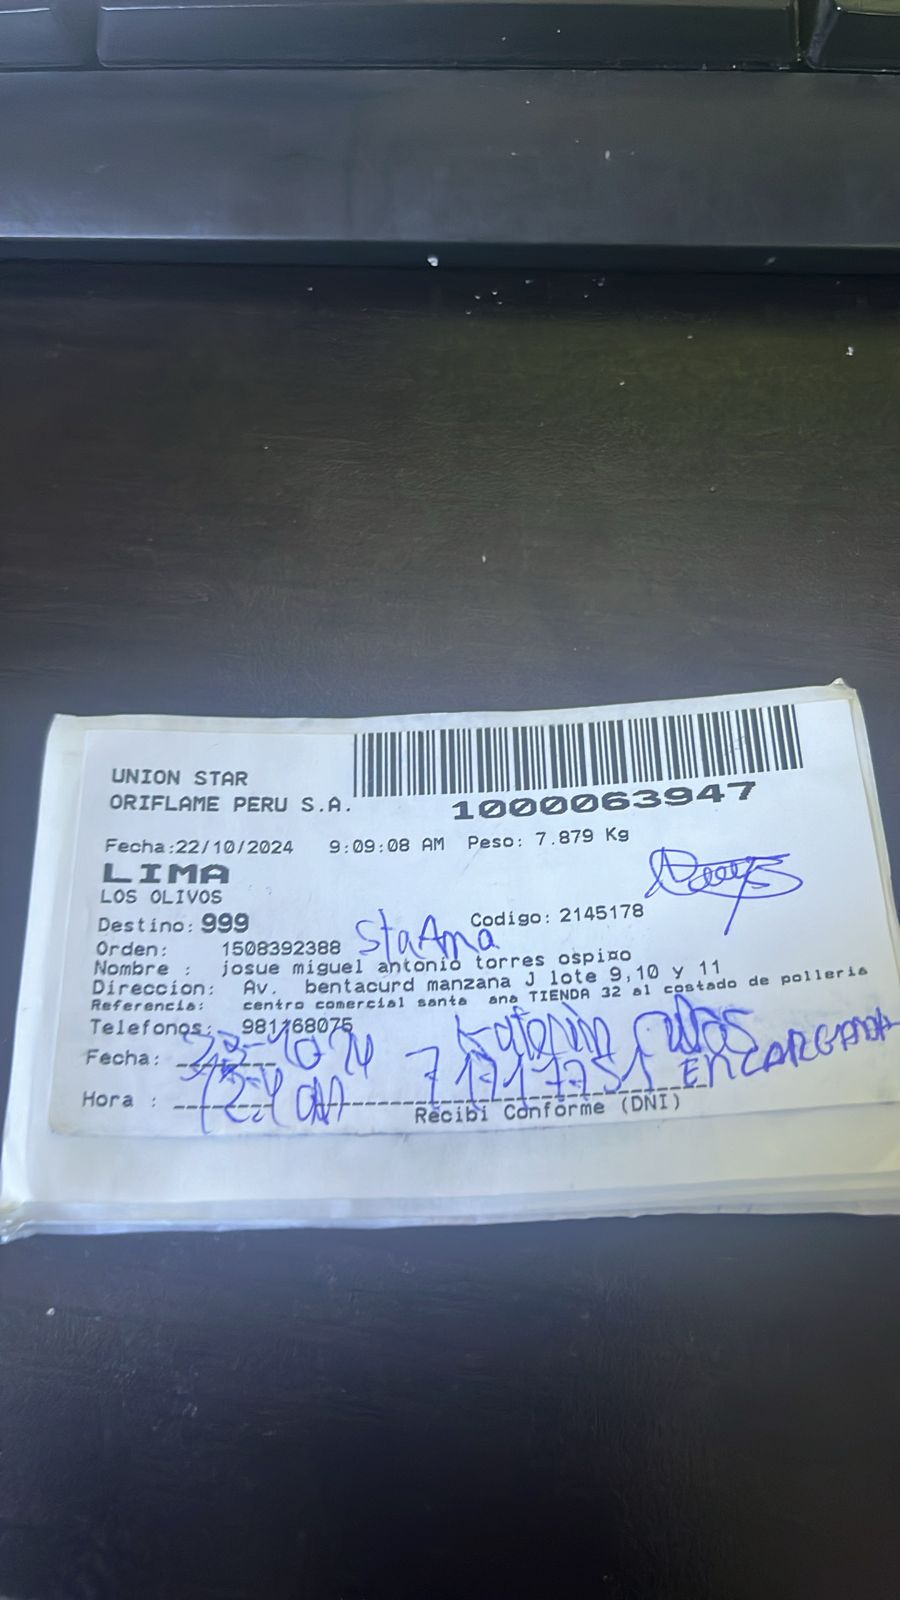 UNION STAR
ORIFLAME PERU S.A.
1000063947
Fecha:22/10/2024 9:09:08 AM Peso: 7.879 Kg
LIMA
LOS OLIVOS
Destino: 999 Codigo: 2145178
Orden: 1508392388 Sta Ana
Nombre : josue miguel antonio torres ospino
Direccion: Av. bentacurd manzana J lote 9,10 y 11
Referencia: centro comercial santa ana TIENDA 32 al costado de polleria
Telefonos: 981168075
Fecha:
ENCARGADA
Hora :
Recibi Conforme (DNI)